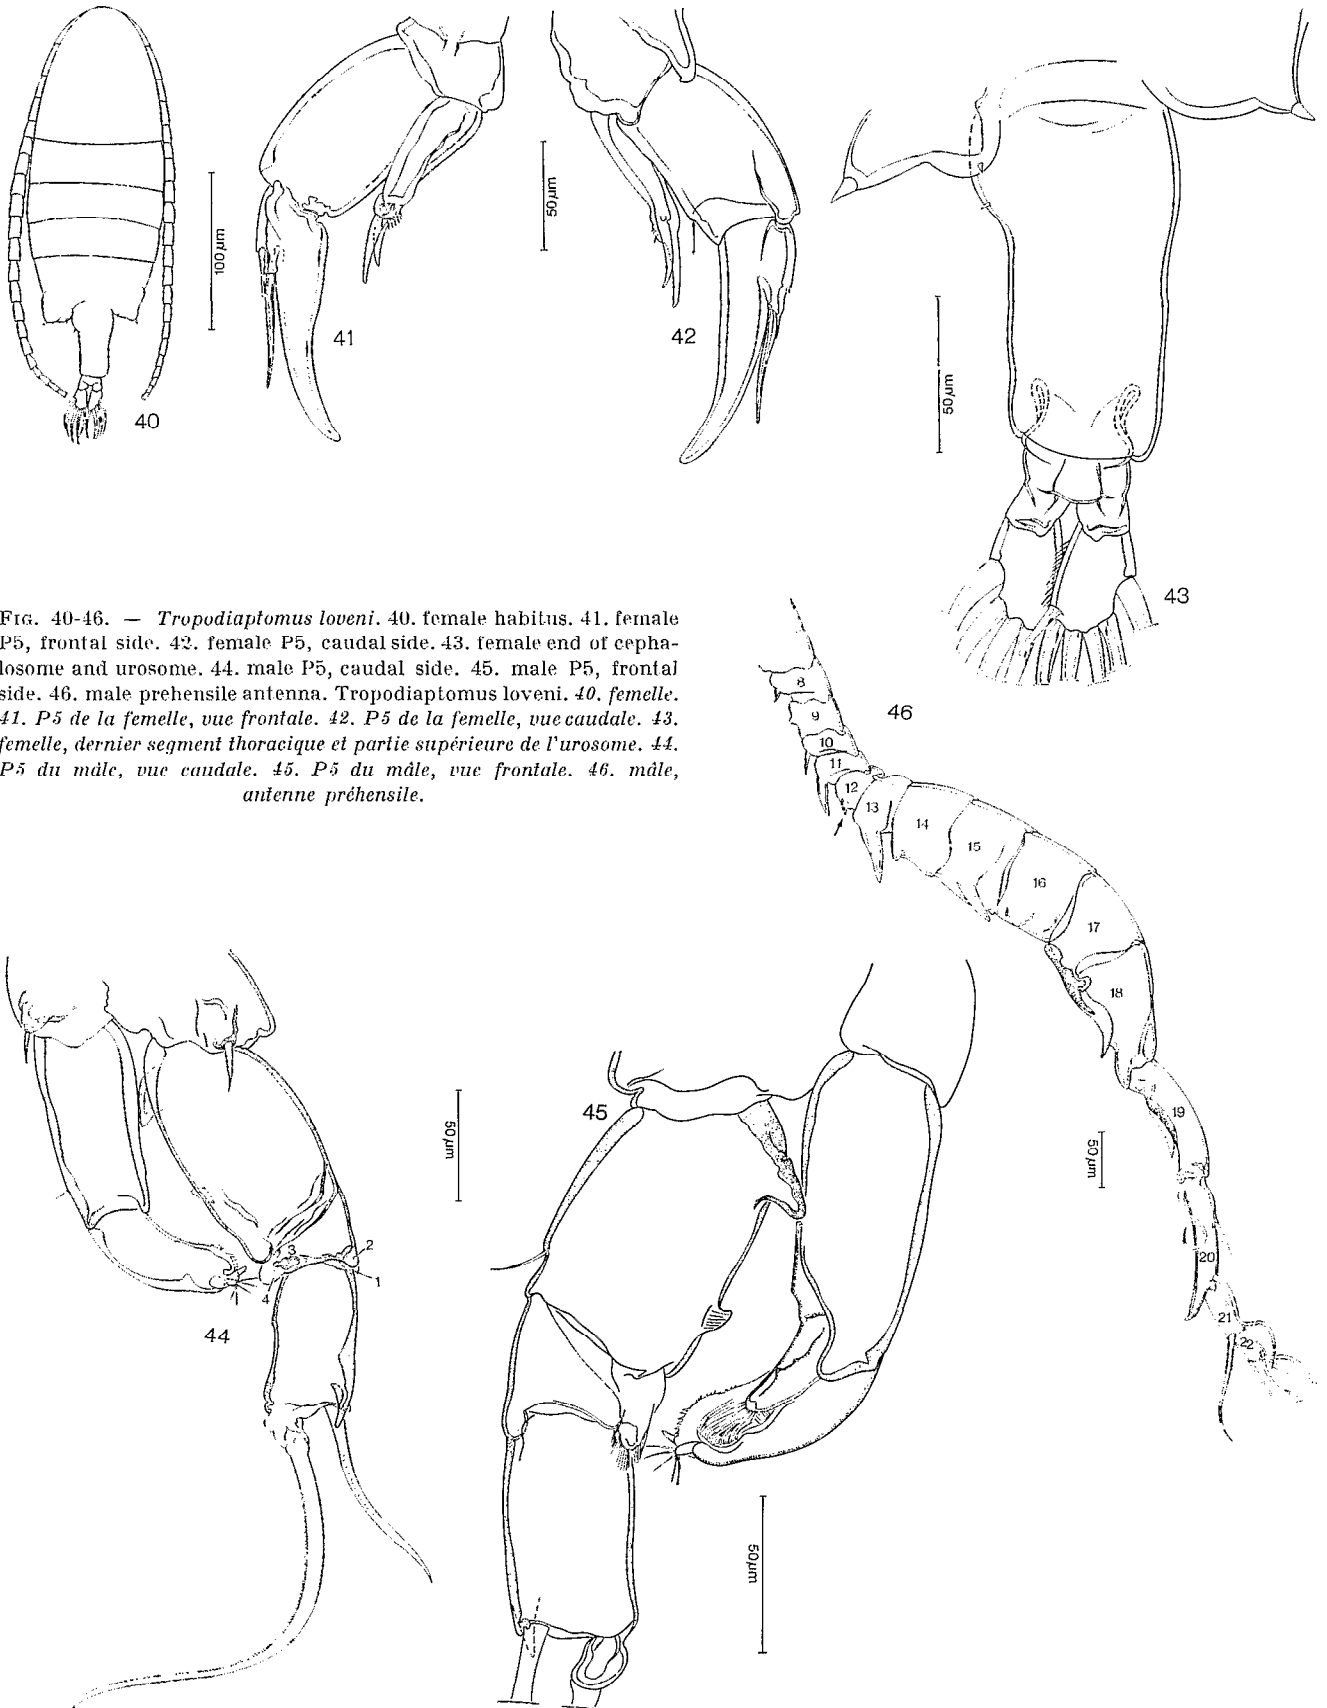 40
100 µm
41
50 µm
42
50 µm
43
FIG. 40-46. — Tropodiaptomus loveni. 40. female habitus. 41. female
P5, frontal side. 42. female P5, caudal side. 43. female end of cepha-
losome and urosome. 44. male P5, caudal side. 45. male P5, frontal
side. 46. male prehensile antenna. Tropodiaptomus loveni. 40. femelle.
41. P5 de la femelle, vue frontale. 42. P5 de la femelle, vue caudale. 43.
femelle, dernier segment thoracique et partie supérieure de l'urosome. 44.
P5 du mâle, vue caudale. 45. P5 du mâle, vue frontale. 46. mâle,
antenne préhensile.
46
8
9
10
11
12
13
14
15
16
17
18
19
20
21
22
50 µm
44
1
2
3
4
50 µm
45
50 µm